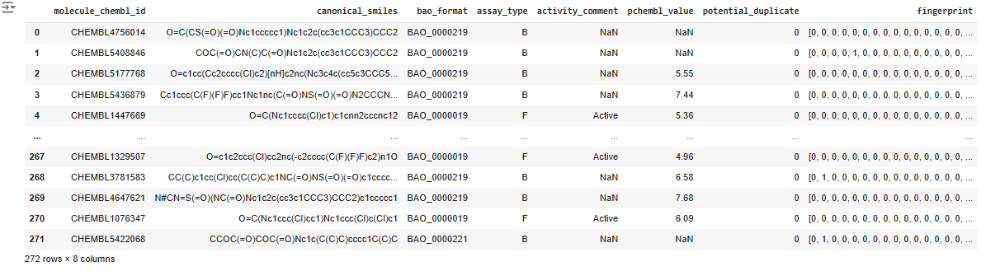 molecule_chembl_id canonical_smiles bao_format assay_type activity_comment pchembl_value potential_duplicate fingerprint
0 CHEMBL4756014 O=C(CS(=O)(=O)Nc1ccccc1)Nc1c2c(cc3c1CCC3)CCC2 BAO_0000219 B NaN NaN 0 [0, 0, 0, 0, 0, 0, 0, 0, 0, 0, 0, 0, 0, 0, 0, ...
1 CHEMBL5408846 COC(=O)CN(C)C(=O)Nc1c2c(cc3c1CCC3)CCC2 BAO_0000219 B NaN NaN 0 [0, 0, 0, 0, 1, 0, 0, 0, 0, 0, 0, 0, 0, 0, 0, ...
2 CHEMBL5177768 O=c1cc(Cc2cccc(Cl)c2)[nH]c2nc(Nc3c4c(cc5c3CCC5... BAO_0000219 B NaN 5.55 0 [0, 0, 0, 0, 0, 0, 0, 0, 0, 0, 0, 0, 0, 0, 0, ...
3 CHEMBL5436879 Cc1ccc(C(F)(F)F)cc1Nc1nc(C(=O)NS(=O)(=O)N2CCCN... BAO_0000219 B NaN 7.44 0 [0, 0, 0, 0, 0, 0, 0, 0, 0, 0, 0, 0, 0, 0, 0, ...
4 CHEMBL1447669 O=C(Nc1cccc(Cl)c1)c1cnn2cccnc12 BAO_0000019 F Active 5.36 0 [0, 0, 0, 0, 0, 0, 0, 0, 0, 0, 0, 0, 0, 0, 0, ...
... ... ... ... ... ... ... ... ...
267 CHEMBL1329507 O=c1c2ccc(Cl)cc2nc(-c2cccc(C(F)(F)F)c2)n1O BAO_0000019 F Active 4.96 0 [0, 0, 0, 0, 0, 0, 0, 0, 0, 0, 0, 0, 0, 0, 0, ...
268 CHEMBL3781583 CC(C)c1cc(Cl)cc(C(C)C)c1NC(=O)NS(=O)(=O)c1cccc... BAO_0000219 B NaN 6.58 0 [0, 1, 0, 0, 0, 0, 0, 0, 0, 0, 0, 0, 0, 0, 0, ...
269 CHEMBL4647621 N#CN=S(=O)(NC(=O)Nc1c2c(cc3c1CCC3)CCC2)c1ccccc1 BAO_0000219 B NaN 7.68 0 [0, 0, 0, 0, 0, 0, 0, 0, 0, 0, 0, 0, 0, 0, 0, ...
270 CHEMBL1076347 O=C(Nc1ccc(Cl)cc1)Nc1ccc(Cl)c(Cl)c1 BAO_0000019 F Active 6.09 0 [0, 0, 0, 0, 0, 0, 0, 0, 0, 0, 0, 0, 0, 0, 0, ...
271 CHEMBL5422068 CCOC(=O)COC(=O)Nc1c(C(C)C)cccc1C(C)C BAO_0000221 B NaN NaN 0 [0, 1, 0, 0, 0, 0, 0, 0, 0, 0, 0, 0, 0, 0, 0, ...
272 rows × 8 columns